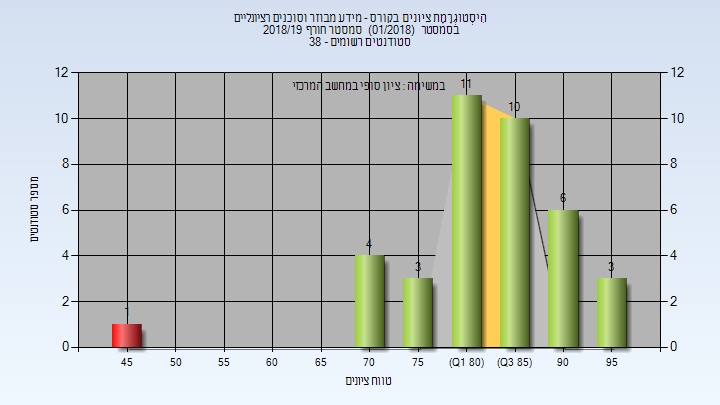 היסטוגרמת ציונים בקורס - מידע מבוזר וסוכנים רציונליים
בסמסטר (01/2018) סמסטר חורף 2018/19
סטודנטים רשומים - 38
במשימה : ציון סופי במחשב המרכזי
12 12
10 10
8 8
6 6
4 4
2 2
0 0
1 4 3 11 10 6 3
מספר סטודנטים
45 50 55 60 65 70 75 (Q1 80) (Q3 85) 90 95
טווח ציונים